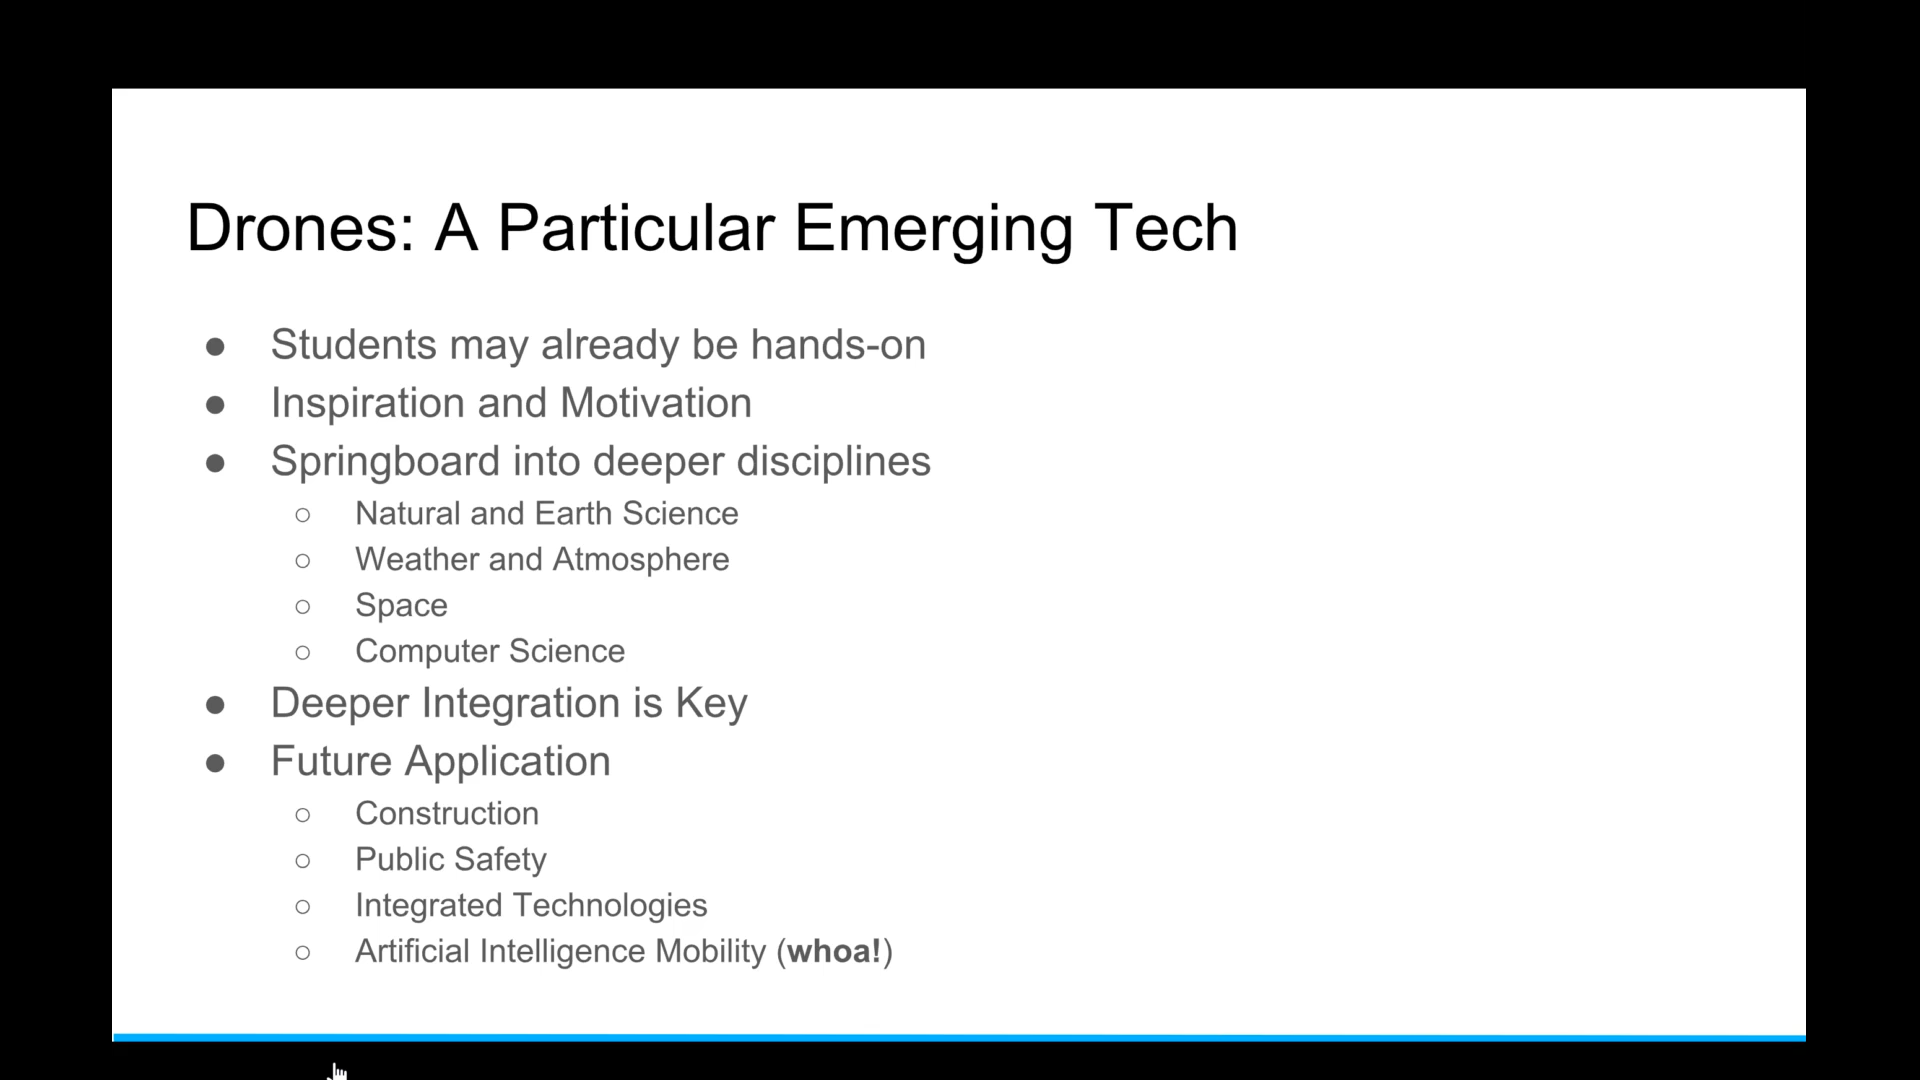 Drones: A Particular Emerging Tech
● Students may already be hands-on
● Inspiration and Motivation
● Springboard into deeper disciplines
○ Natural and Earth Science
○ Weather and Atmosphere
○ Space
○ Computer Science
● Deeper Integration is Key
● Future Application
○ Construction
○ Public Safety
○ Integrated Technologies
○ Artificial Intelligence Mobility (whoa!)